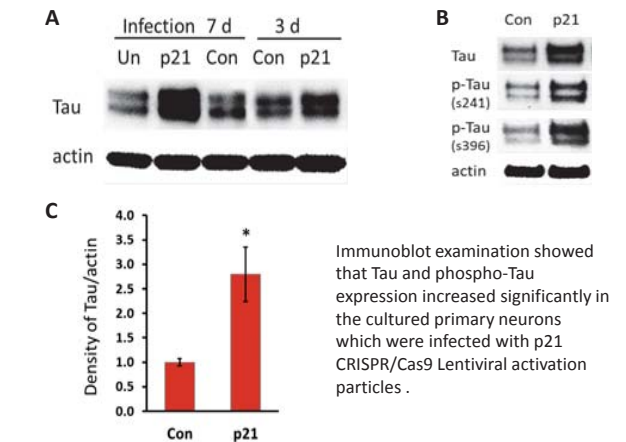 A
Infection 7 d 3 d
Un p21 Con Con p21
Tau
actin
B
Con p21
Tau
p-Tau
(s241)
p-Tau
(s396)
actin
C
Density of Tau/actin
4.0
3.5
3.0
2.5
2.0
1.5
1.0
0.5
0.0
*
Con p21
Immunoblot examination showed
that Tau and phospho-Tau
expression increased significantly in
the cultured primary neurons
which were infected with p21
CRISPR/Cas9 Lentiviral activation
particles .